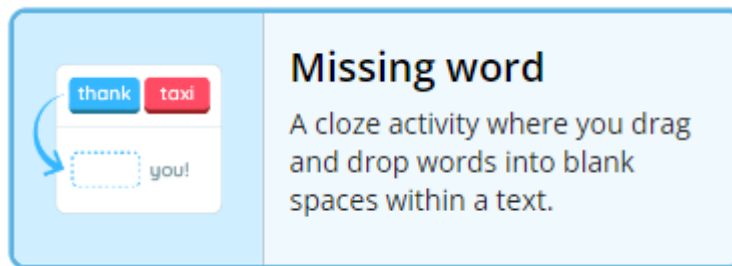 thank taxi
you!
Missing word
A cloze activity where you drag
and drop words into blank
spaces within a text.